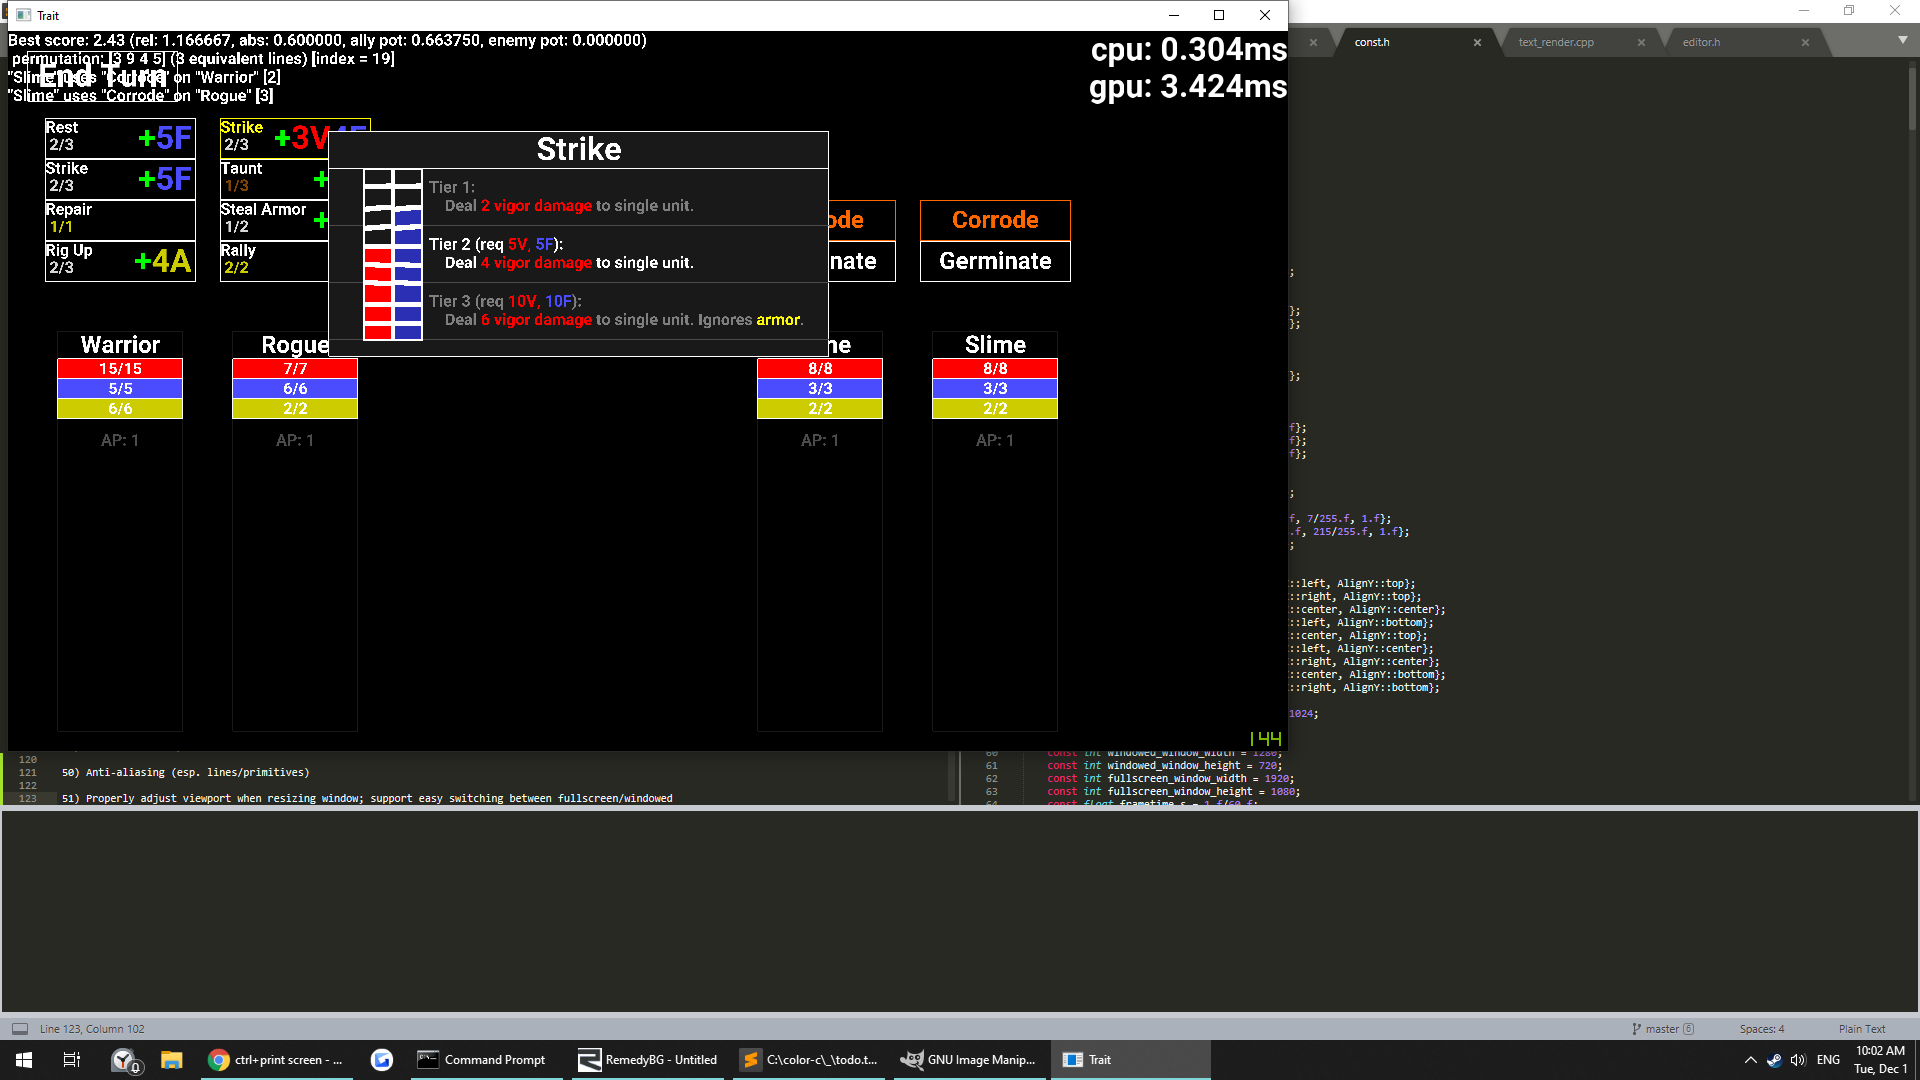 Trait
Best score: 2.43 (rel: 1.166667, abs: 0.600000, ally pot: 0.663750, enemy pot: 0.000000)
permutation: [3 9 4 5] (3 equivalent lines) [index = 19]
End Turn
"Slime" uses "Corrode" on "Warrior" [2]
"Slime" uses "Corrode" on "Rogue" [3]
cpu: 0.304ms
gpu: 3.424ms
const.h
text_render.cpp
editor.h
Rest
2/3
+5F
Strike
2/3
+5F
Repair
1/1
Rig Up
2/3
+4A
Strike
2/3
+3V
Taunt
1/3
+
Steal Armor
1/2
+
Rally
2/2
Strike
Tier 1:
Deal 2 vigor damage to single unit.
Tier 2 (req 5V, 5F):
Deal 4 vigor damage to single unit.
Tier 3 (req 10V, 10F):
Deal 6 vigor damage to single unit. Ignores armor.
ode
nate
Corrode
Germinate
Warrior
15/15
5/5
6/6
AP: 1
Rogue
7/7
6/6
2/2
AP: 1
ne
8/8
3/3
2/2
AP: 1
Slime
8/8
3/3
2/2
AP: 1
144
;
};
};
};
f};
f};
f};
;
f, 7/255.f, 1.f};
.f, 215/255.f, 1.f};
;
::left, AlignY::top};
::right, AlignY::top};
::center, AlignY::center};
::left, AlignY::bottom};
::center, AlignY::top};
::left, AlignY::center};
::right, AlignY::center};
::center, AlignY::bottom};
::right, AlignY::bottom};
1024;
120
121 50) Anti-aliasing (esp. lines/primitives)
122
123 51) Properly adjust viewport when resizing window; support easy switching between fullscreen/windowed
60 const int windowed_window_width = 1280;
61 const int windowed_window_height = 720;
62 const int fullscreen_window_width = 1920;
63 const int fullscreen_window_height = 1080;
64 const float frametime_s = 1.f/60.f;
Line 123, Column 102
master 6
Spaces: 4
Plain Text
ctrl+print screen - ...
Command Prompt
RemedyBG - Untitled
C:\color-c\_\todo.t...
GNU Image Manip...
Trait
ENG
10:02 AM
Tue, Dec 1